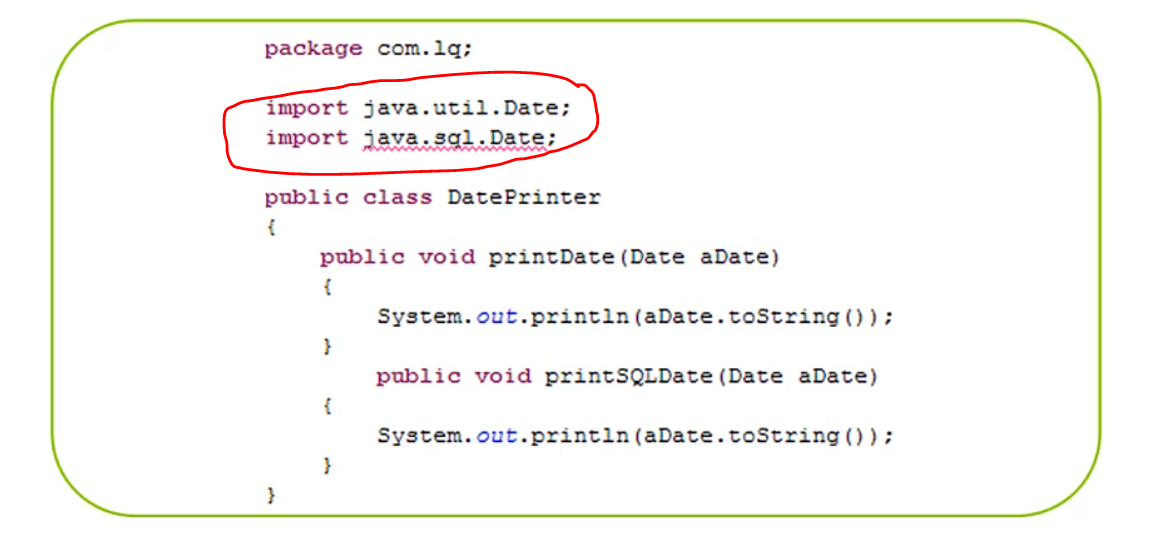 package com.lq;
import java.util.Date;
import java.sql.Date;
public class DatePrinter
{
public void printDate(Date aDate)
{
System.out.println(aDate.toString());
}
public void printSQLDate(Date aDate)
{
System.out.println(aDate.toString());
}
}